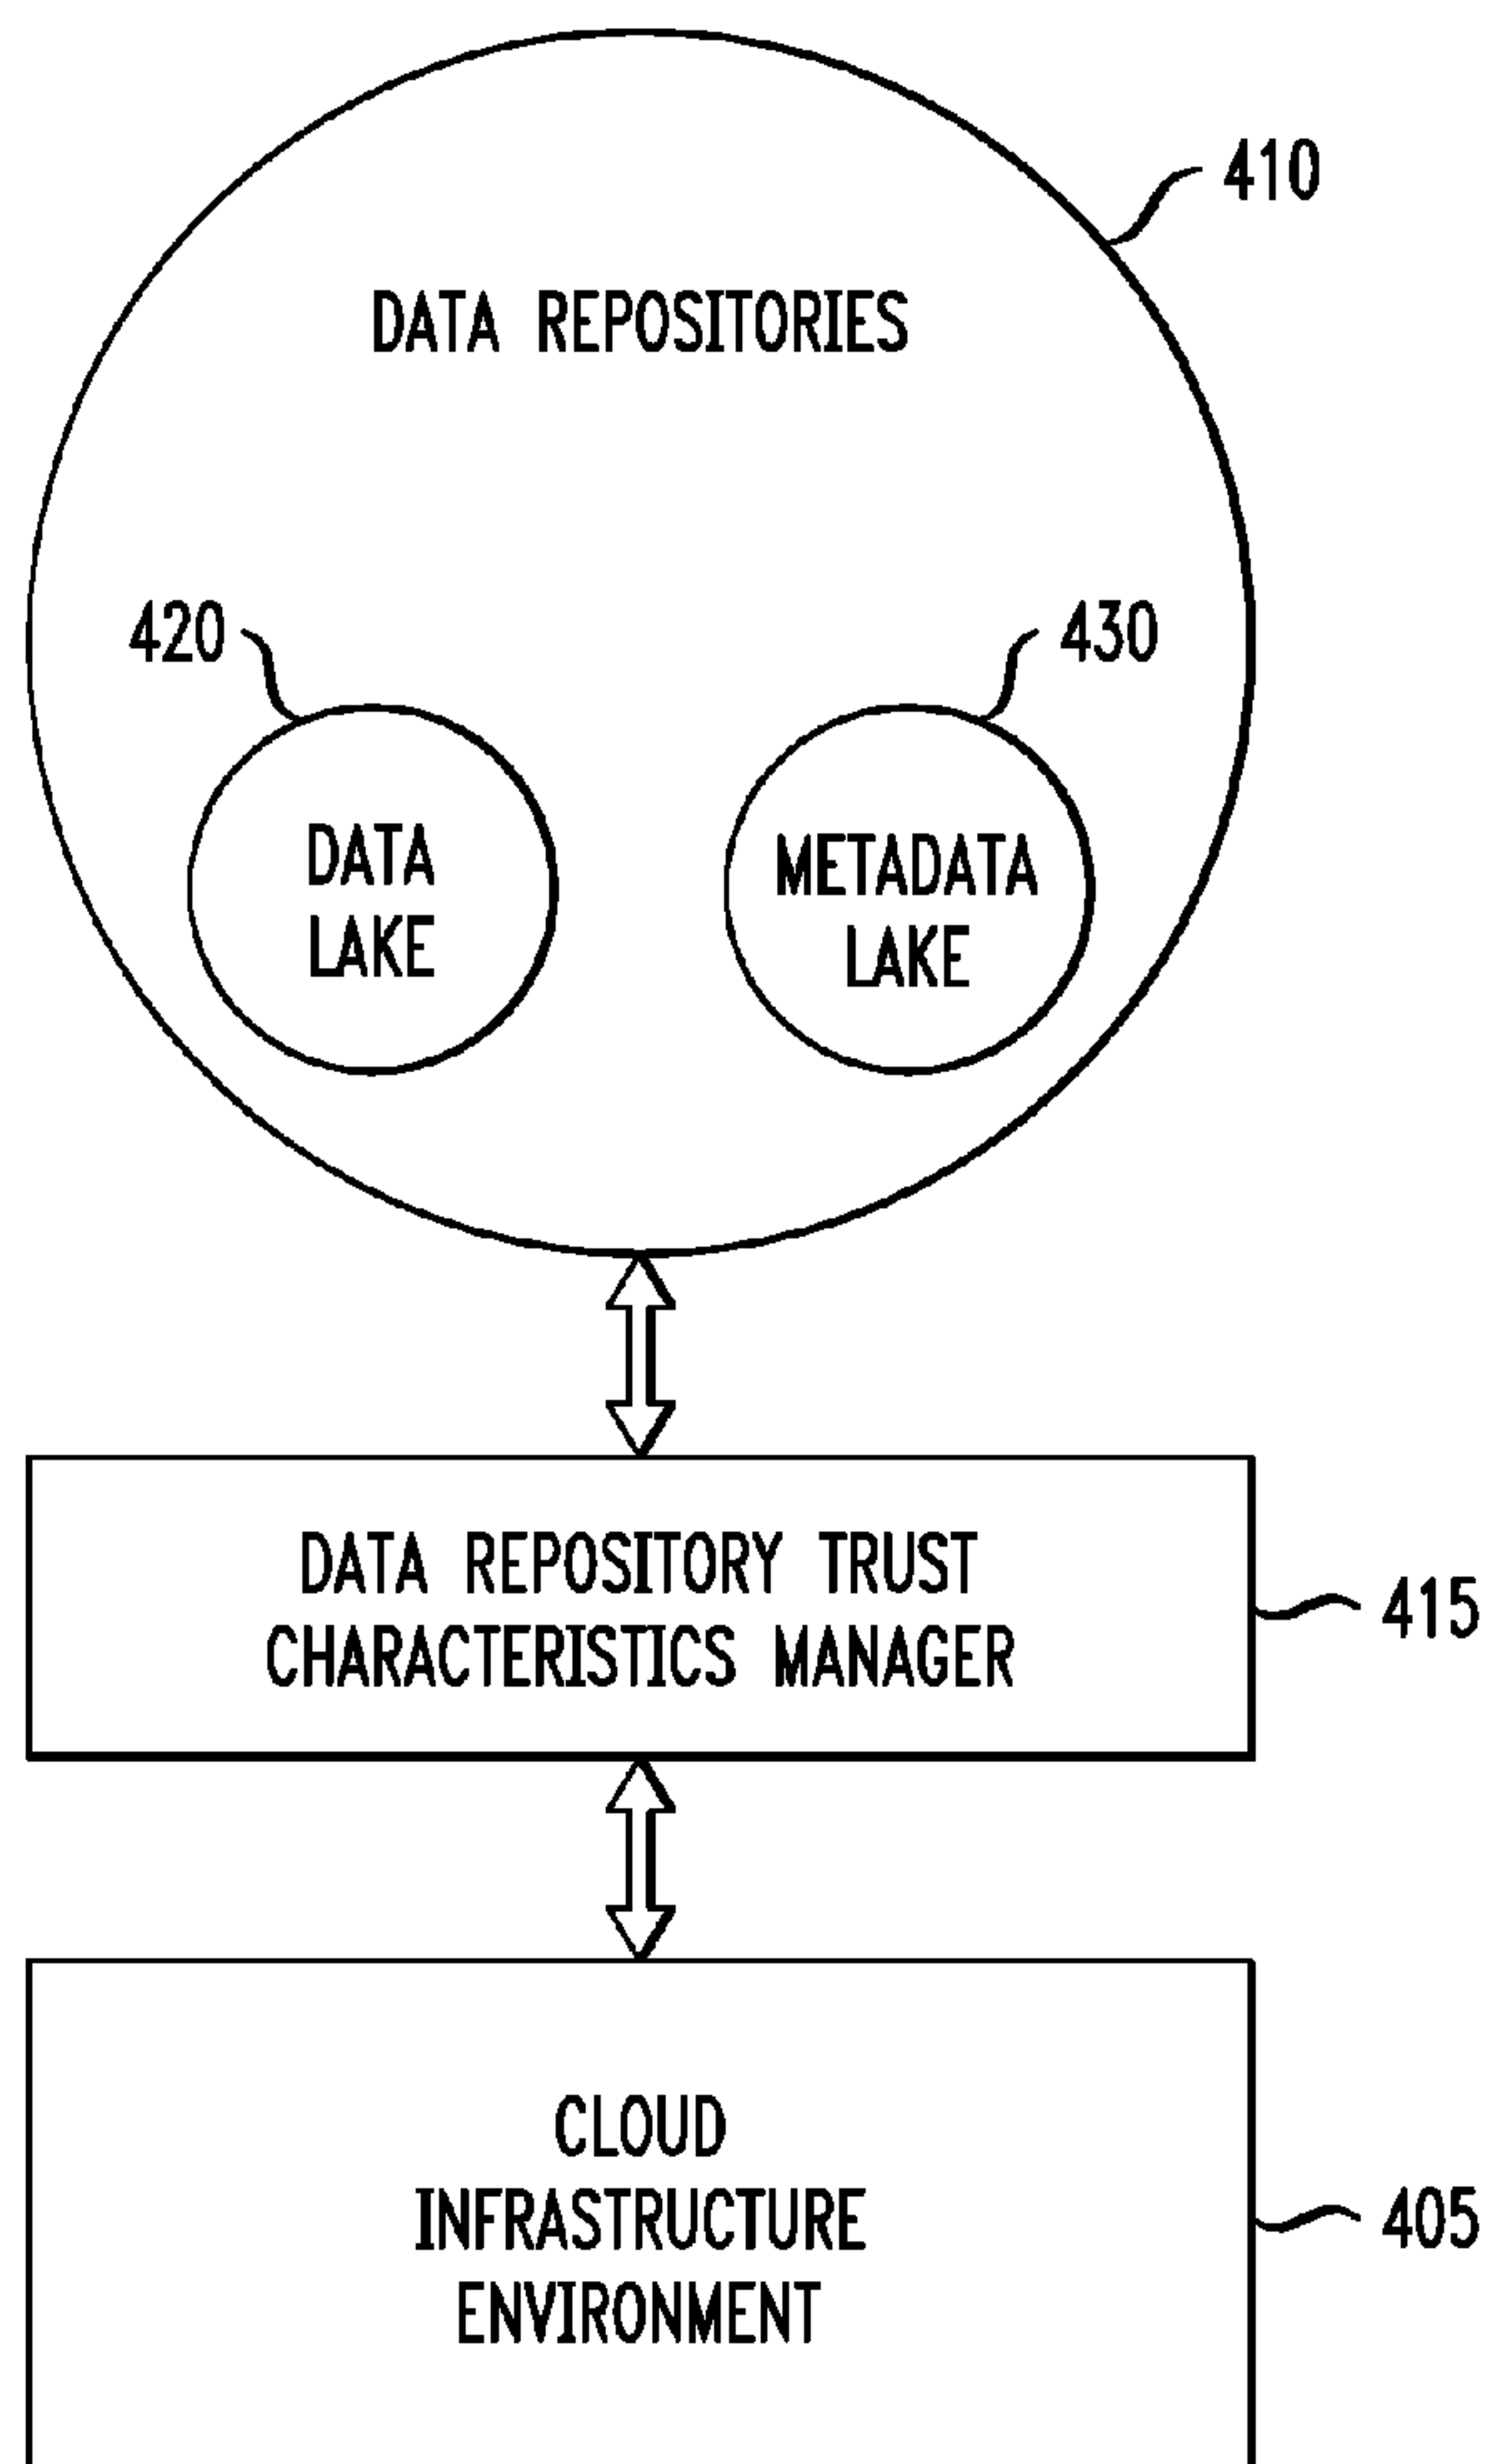 410
DATA REPOSITORIES
420
430
DATA
LAKE
METADATA
LAKE
DATA REPOSITORY TRUST
CHARACTERISTICS MANAGER
415
CLOUD
INFRASTRUCTURE
ENVIRONMENT
405